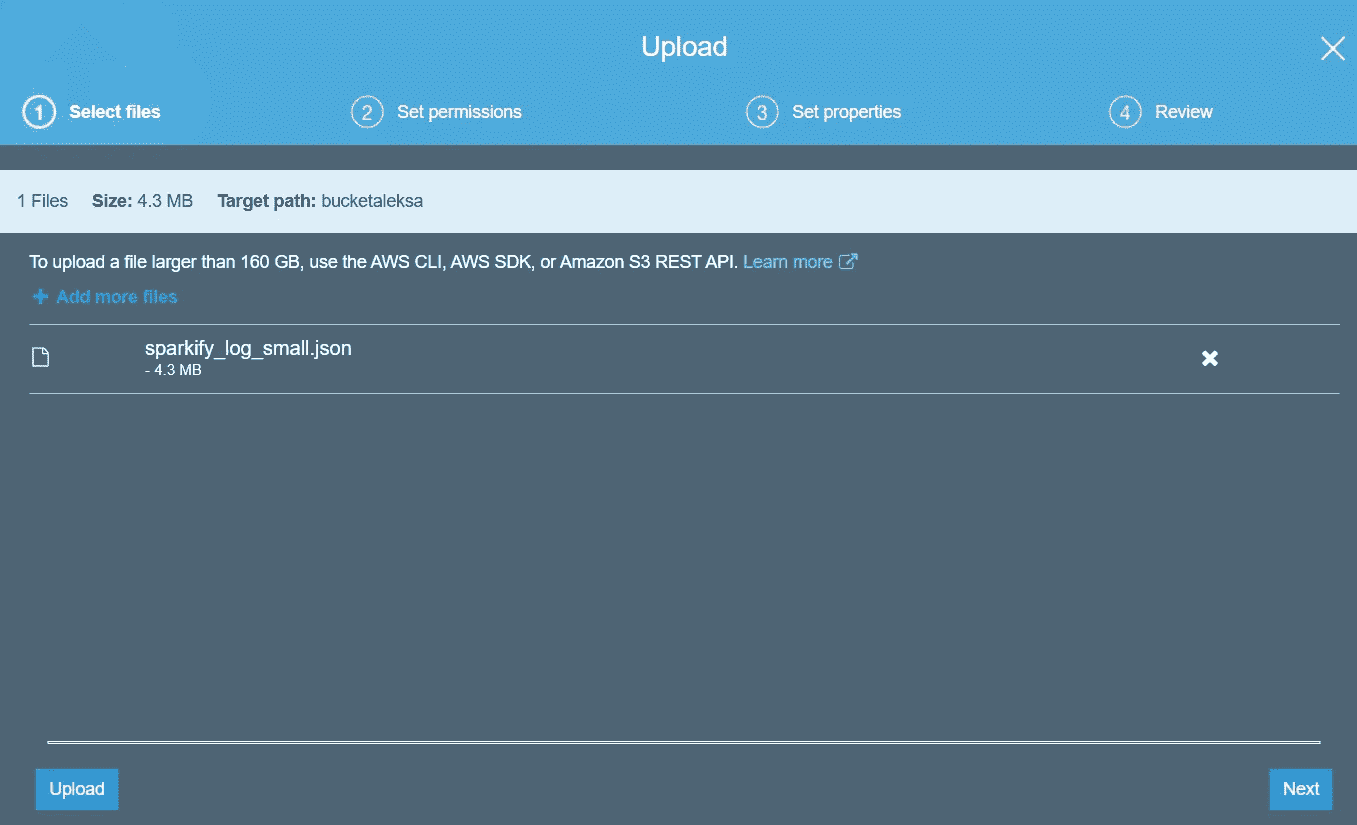 Upload
1 Select files 2 Set permissions 3 Set properties 4 Review
1 Files Size: 4.3 MB Target path: bucketaleksa
To upload a file larger than 160 GB, use the AWS CLI, AWS SDK, or Amazon S3 REST API. Learn more
Add more files
sparkify_log_small.json
- 4.3 MB
Upload Next